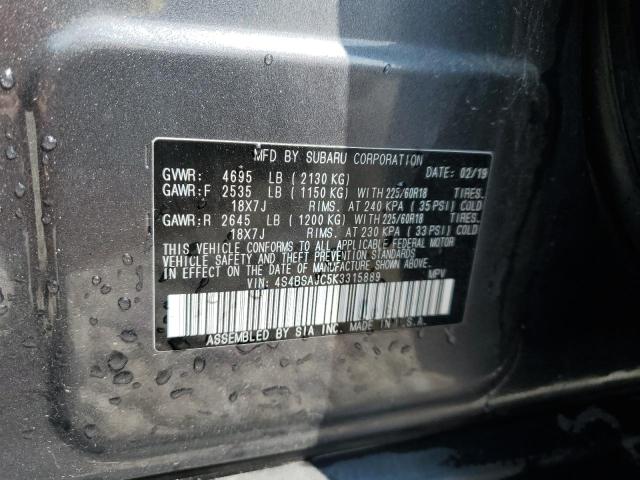 MFD BY SUBARU CORPORATION
GVWR: 4695 LB ( 2130 KG) DATE: 02/19
GAWR:F 2535 LB ( 1150 KG) WITH 225/60R18 TIRES.
18X7J RIMS. AT 240 KPA ( 35 PSI) COLD
GAWR:R 2645 LB ( 1200 KG) WITH 225/60R18 TIRES.
18X7J RIMS. AT 230 KPA ( 33 PSI) COLD
THIS VEHICLE CONFORMS TO ALL APPLICABLE FEDERAL MOTOR
VEHICLE SAFETY AND THEFT PREVENTION STANDARDS
IN EFFECT ON THE DATE OF MANUFACTURE SHOWN ABOVE.
VIN: 4S4BSAJC5K3315889 MPV
ASSEMBLED BY SIA, INC. MADE IN U.S.A.